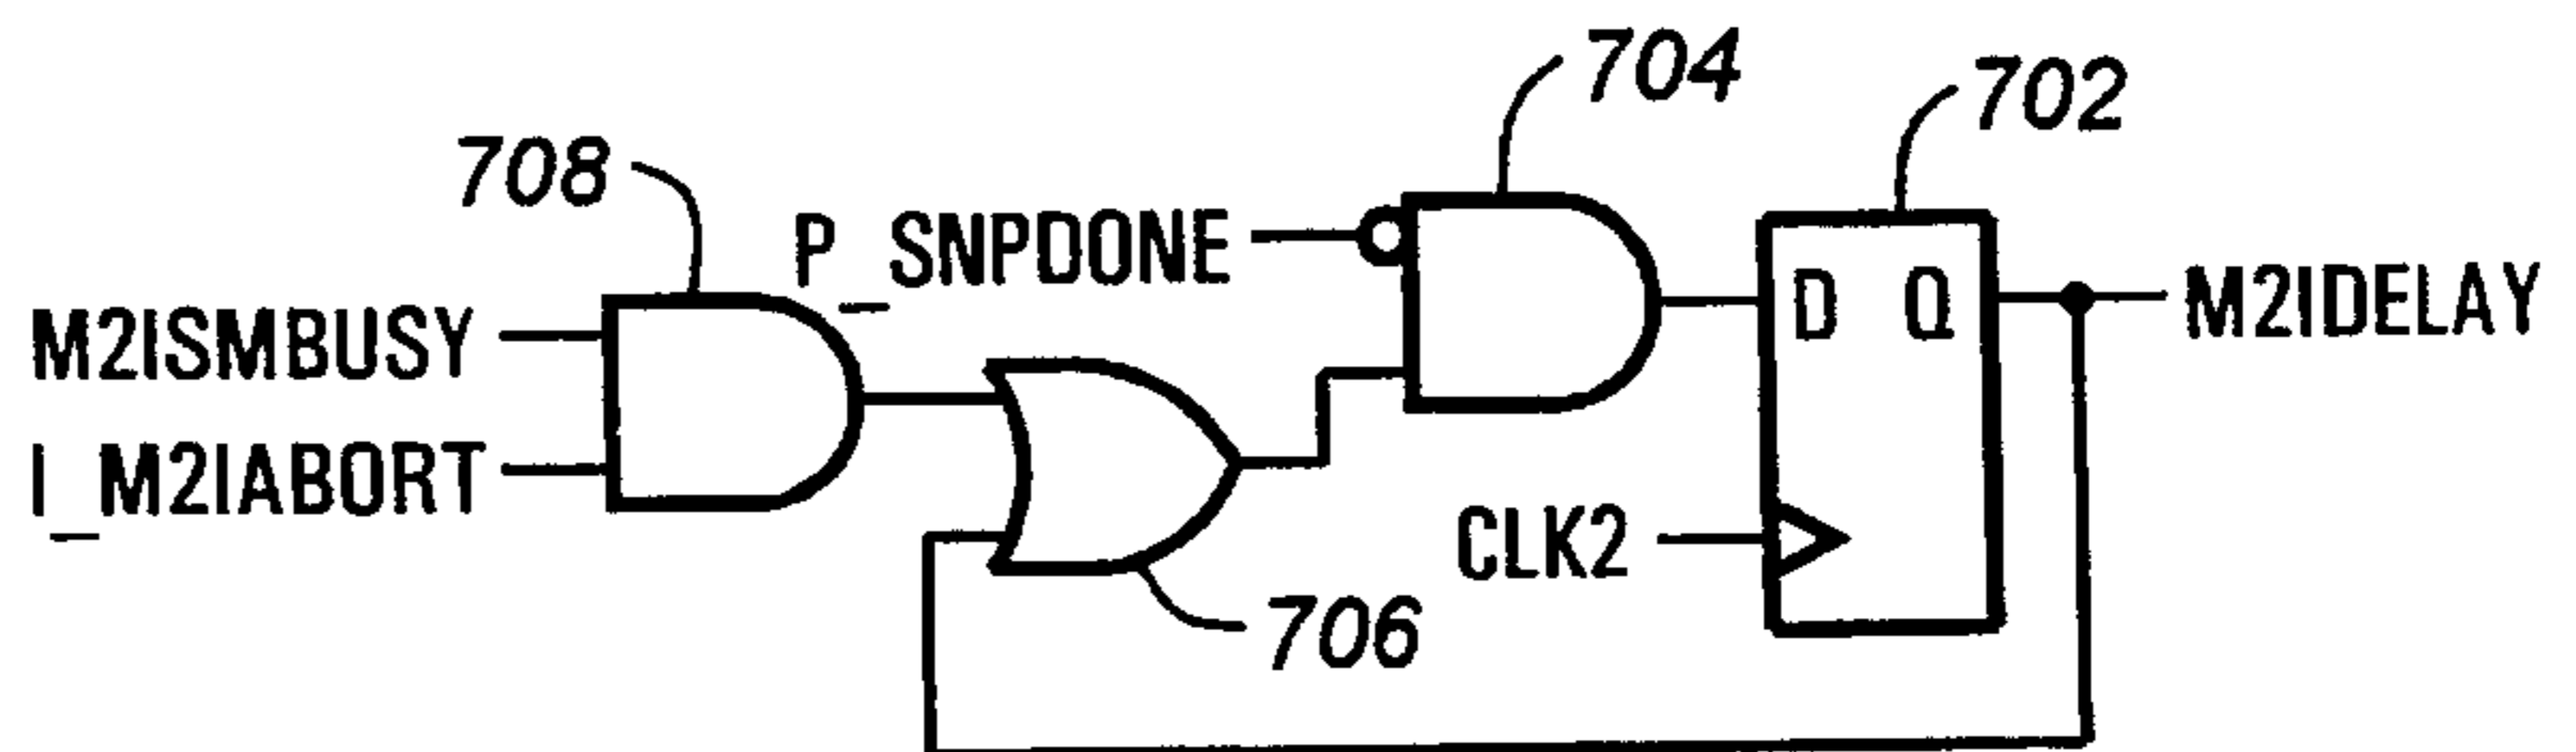 704
702
708
P_SNPDONE
M2ISMBUSY
D Q
M2IDELAY
I_M2IABORT
CLK2
706